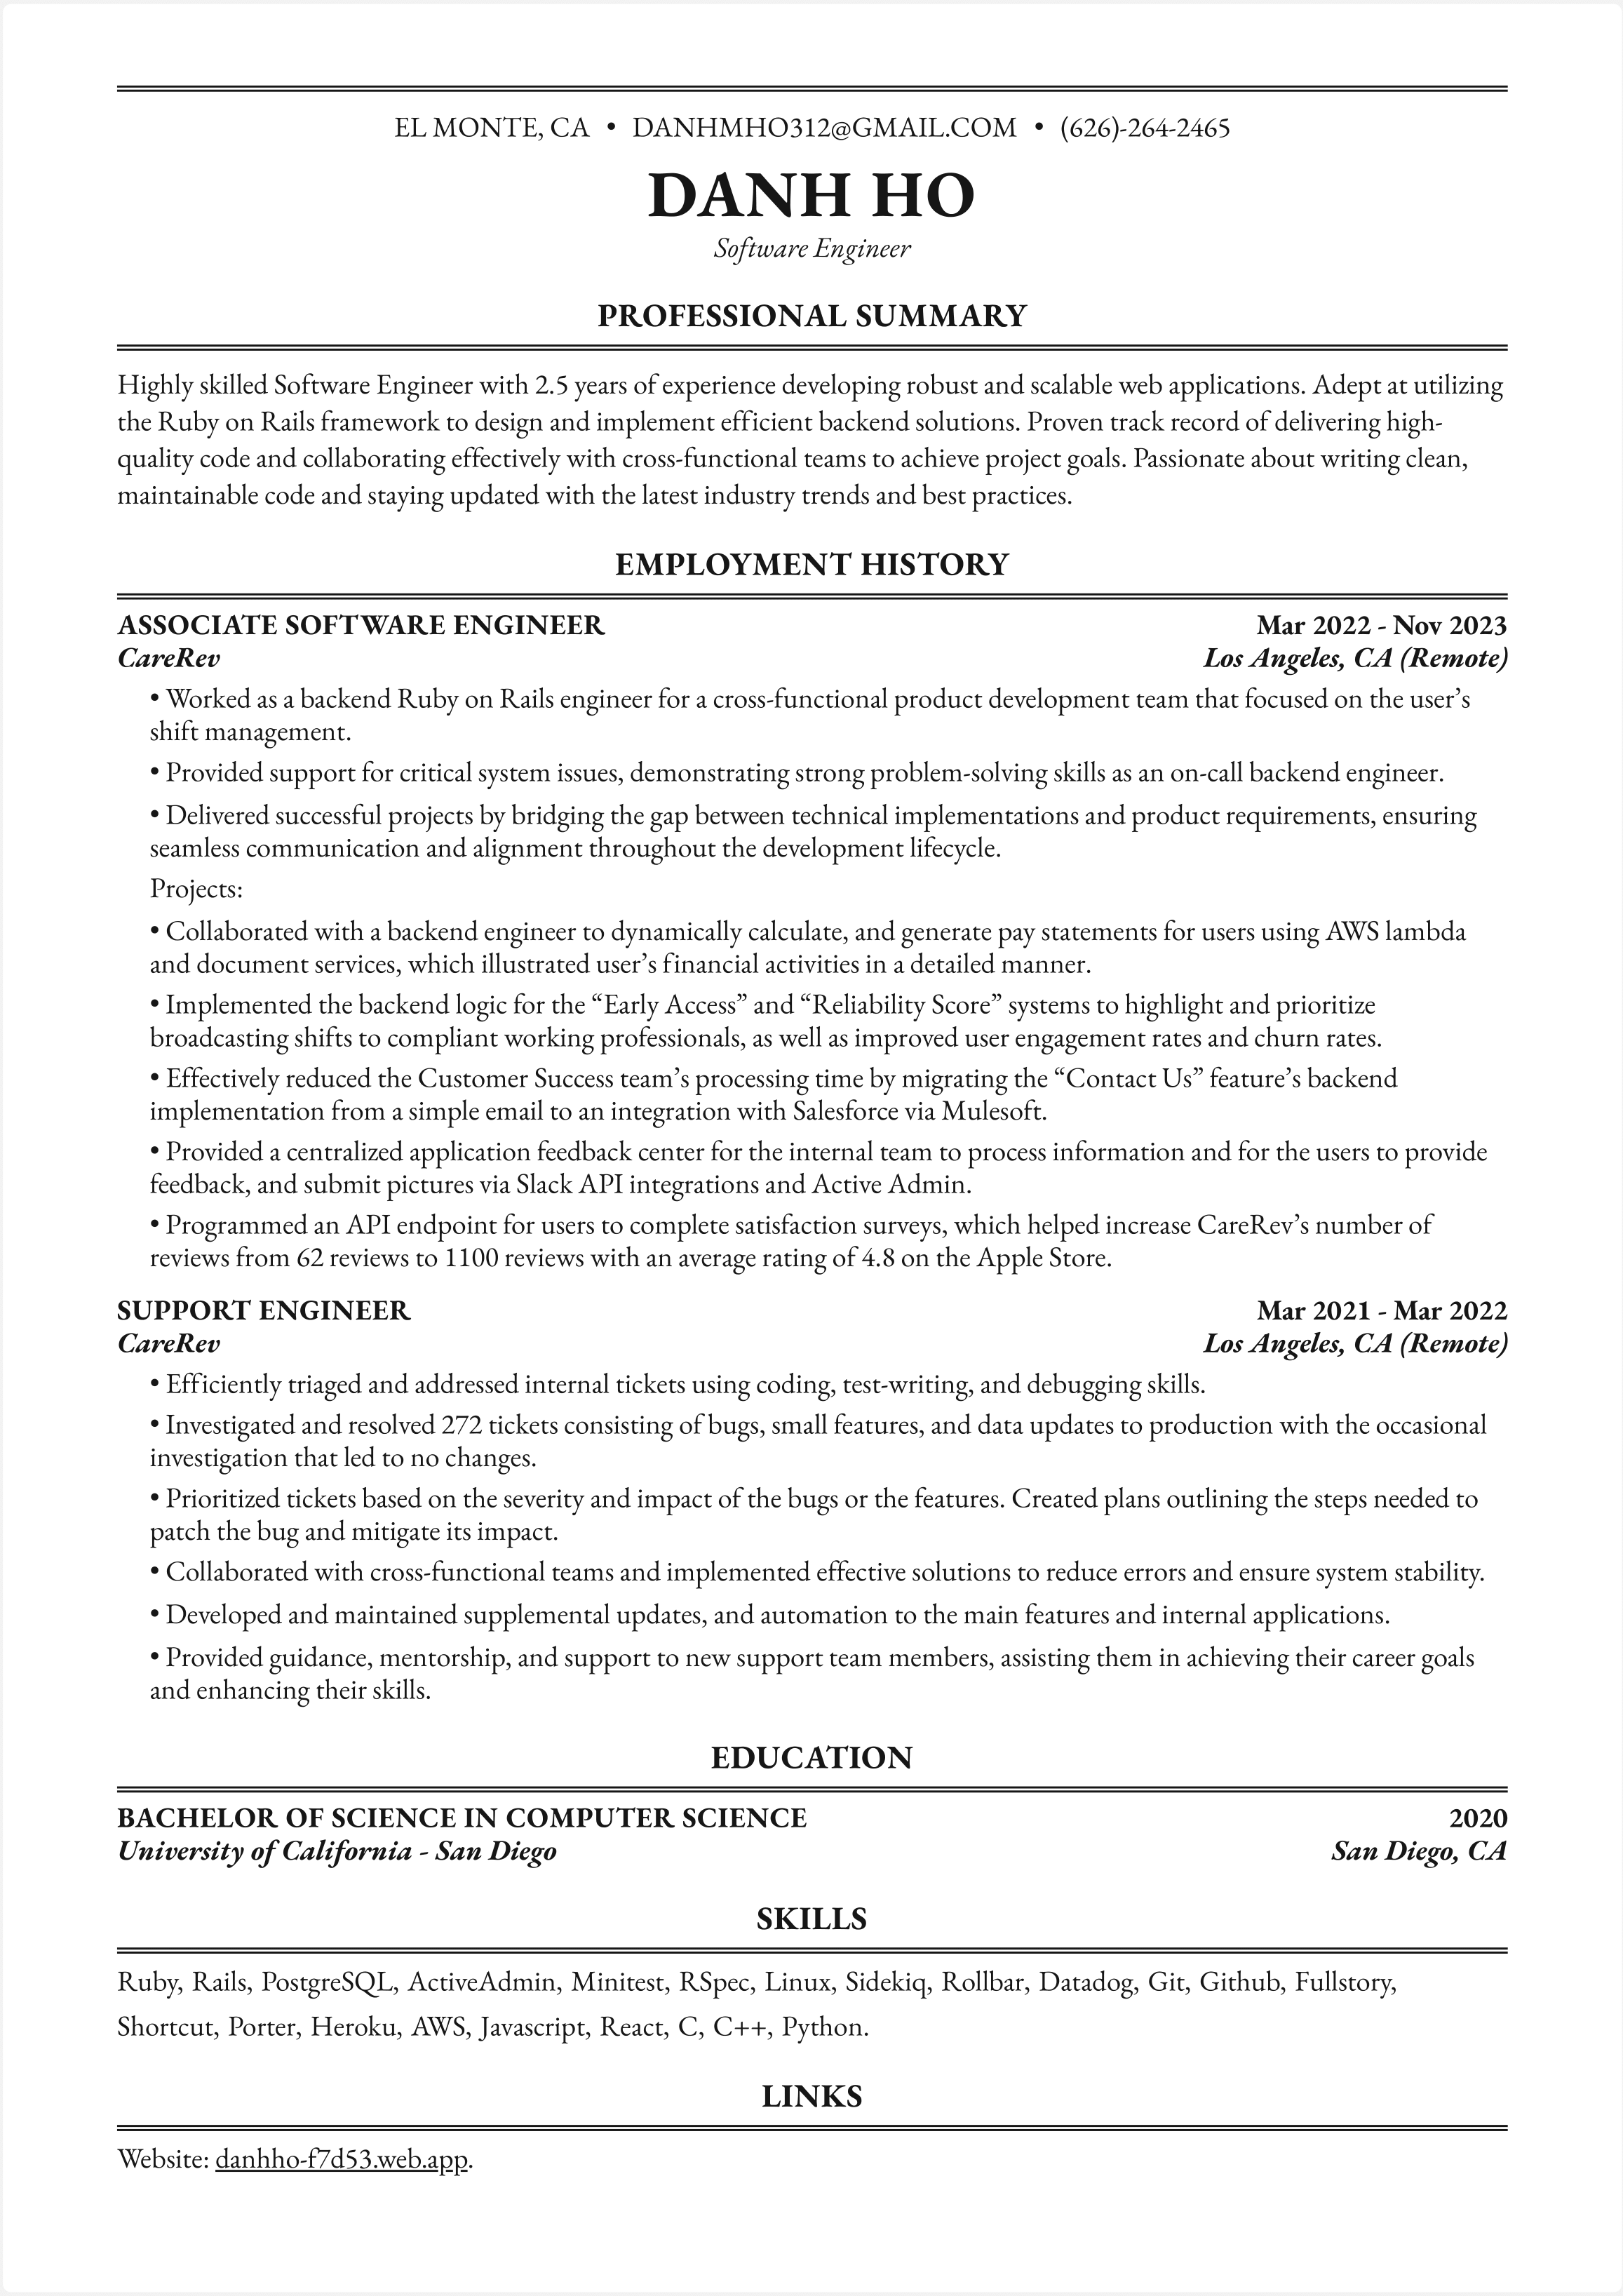 EL MONTE, CA • DANHMHO312@GMAIL.COM • (626)-264-2465
DANH HO
Software Engineer
PROFESSIONAL SUMMARY
Highly skilled Software Engineer with 2.5 years of experience developing robust and scalable web applications. Adept at utilizing
the Ruby on Rails framework to design and implement efficient backend solutions. Proven track record of delivering high-
quality code and collaborating effectively with cross-functional teams to achieve project goals. Passionate about writing clean,
maintainable code and staying updated with the latest industry trends and best practices.
EMPLOYMENT HISTORY
ASSOCIATE SOFTWARE ENGINEER Mar 2022 - Nov 2023
CareRev Los Angeles, CA (Remote)
• Worked as a backend Ruby on Rails engineer for a cross-functional product development team that focused on the user’s
shift management.
• Provided support for critical system issues, demonstrating strong problem-solving skills as an on-call backend engineer.
• Delivered successful projects by bridging the gap between technical implementations and product requirements, ensuring
seamless communication and alignment throughout the development lifecycle.
Projects:
• Collaborated with a backend engineer to dynamically calculate, and generate pay statements for users using AWS lambda
and document services, which illustrated user’s financial activities in a detailed manner.
• Implemented the backend logic for the “Early Access” and “Reliability Score” systems to highlight and prioritize
broadcasting shifts to compliant working professionals, as well as improved user engagement rates and churn rates.
• Effectively reduced the Customer Success team’s processing time by migrating the “Contact Us” feature’s backend
implementation from a simple email to an integration with Salesforce via Mulesoft.
• Provided a centralized application feedback center for the internal team to process information and for the users to provide
feedback, and submit pictures via Slack API integrations and Active Admin.
• Programmed an API endpoint for users to complete satisfaction surveys, which helped increase CareRev’s number of
reviews from 62 reviews to 1100 reviews with an average rating of 4.8 on the Apple Store.
SUPPORT ENGINEER Mar 2021 - Mar 2022
CareRev Los Angeles, CA (Remote)
• Efficiently triaged and addressed internal tickets using coding, test-writing, and debugging skills.
• Investigated and resolved 272 tickets consisting of bugs, small features, and data updates to production with the occasional
investigation that led to no changes.
• Prioritized tickets based on the severity and impact of the bugs or the features. Created plans outlining the steps needed to
patch the bug and mitigate its impact.
• Collaborated with cross-functional teams and implemented effective solutions to reduce errors and ensure system stability.
• Developed and maintained supplemental updates, and automation to the main features and internal applications.
• Provided guidance, mentorship, and support to new support team members, assisting them in achieving their career goals
and enhancing their skills.
EDUCATION
BACHELOR OF SCIENCE IN COMPUTER SCIENCE 2020
University of California - San Diego San Diego, CA
SKILLS
Ruby, Rails, PostgreSQL, ActiveAdmin, Minitest, RSpec, Linux, Sidekiq, Rollbar, Datadog, Git, Github, Fullstory,
Shortcut, Porter, Heroku, AWS, Javascript, React, C, C++, Python.
LINKS
Website: danhho-f7d53.web.app.